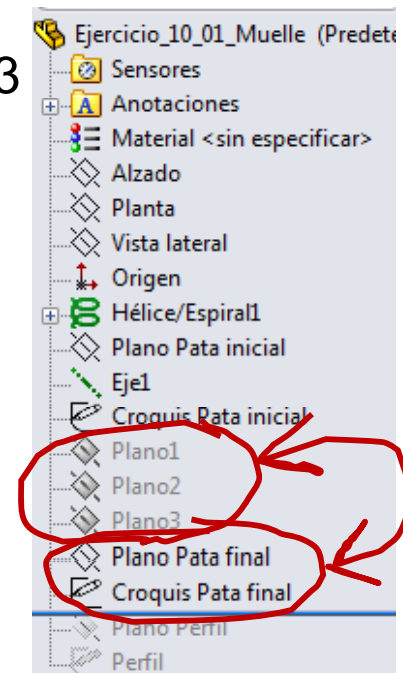 Ejercicio_10_01_Muelle (Predete
3
Sensores
A Anotaciones
Material <sin especificar>
Alzado
Planta
Vista lateral
Origen
Hélice/Espiral1
Plano Pata inicial
Eje1
Croquis Pata inicial
Plano1
Plano2
Plano3
Plano Pata final
Croquis Pata final
Plano Perfil
Perfil